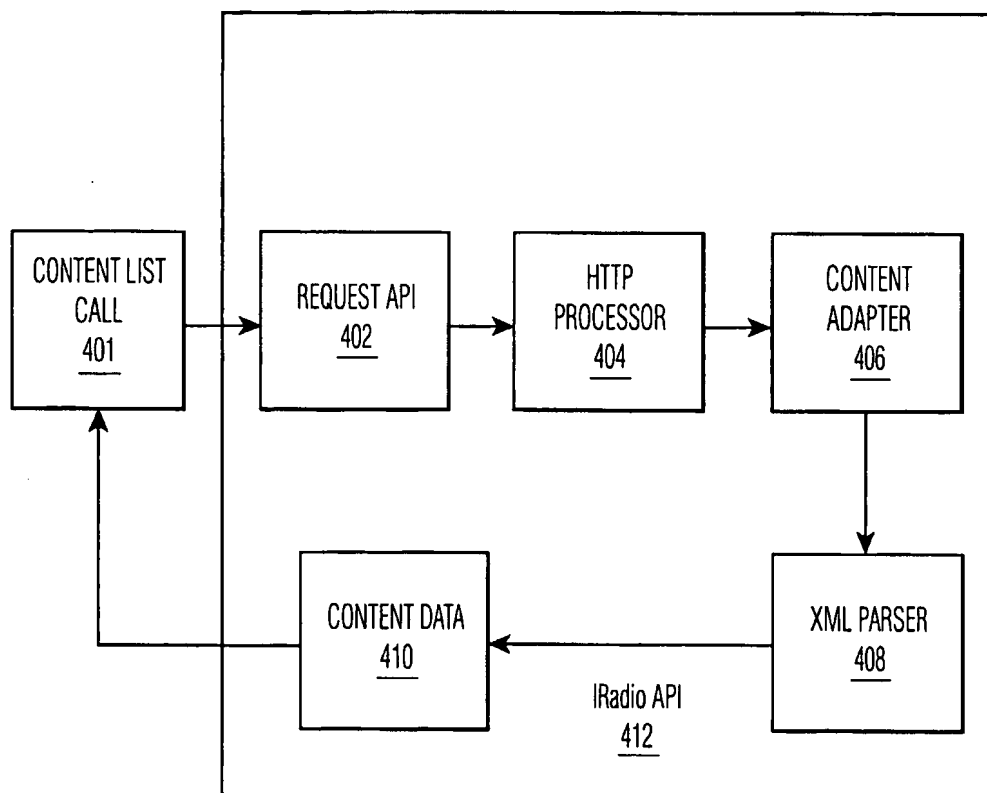 CONTENT LIST
CALL
401
REQUEST API
402
HTTP
PROCESSOR
404
CONTENT
ADAPTER
406
CONTENT DATA
410
XML PARSER
408
IRadio API
412